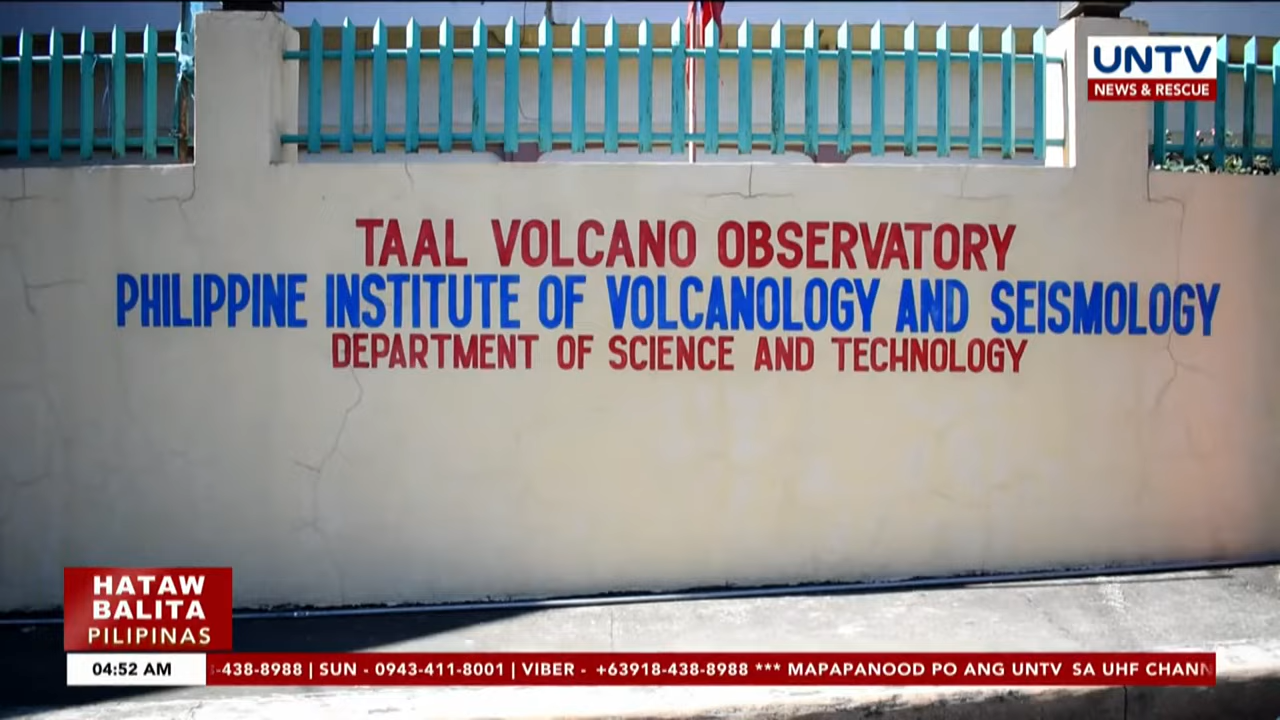 UNTV
NEWS & RESCUE
TAAL VOLCANO OBSERVATORY
PHILIPPINE INSTITUTE OF VOLCANOLOGY AND SEISMOLOGY
DEPARTMENT OF SCIENCE AND TECHNOLOGY
HATAW
BALITA
PILIPINAS
04:52 AM
-438-8988 | SUN - 0943-411-8001 | VIBER - +63918-438-8988 *** MAPAPANOOD PO ANG UNTV SA UHF CHANN